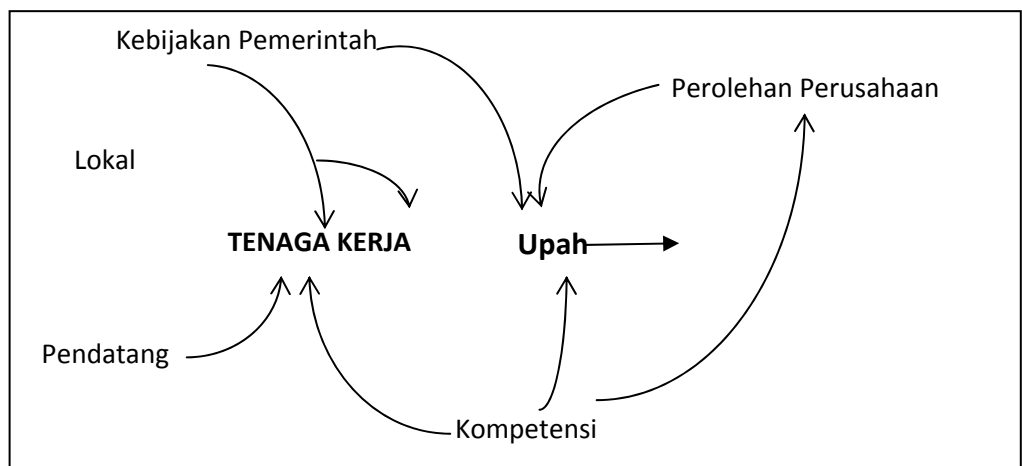 Kebijakan Pemerintah
Perolehan Perusahaan
Lokal
TENAGA KERJA
Upah
Pendatang
Kompetensi